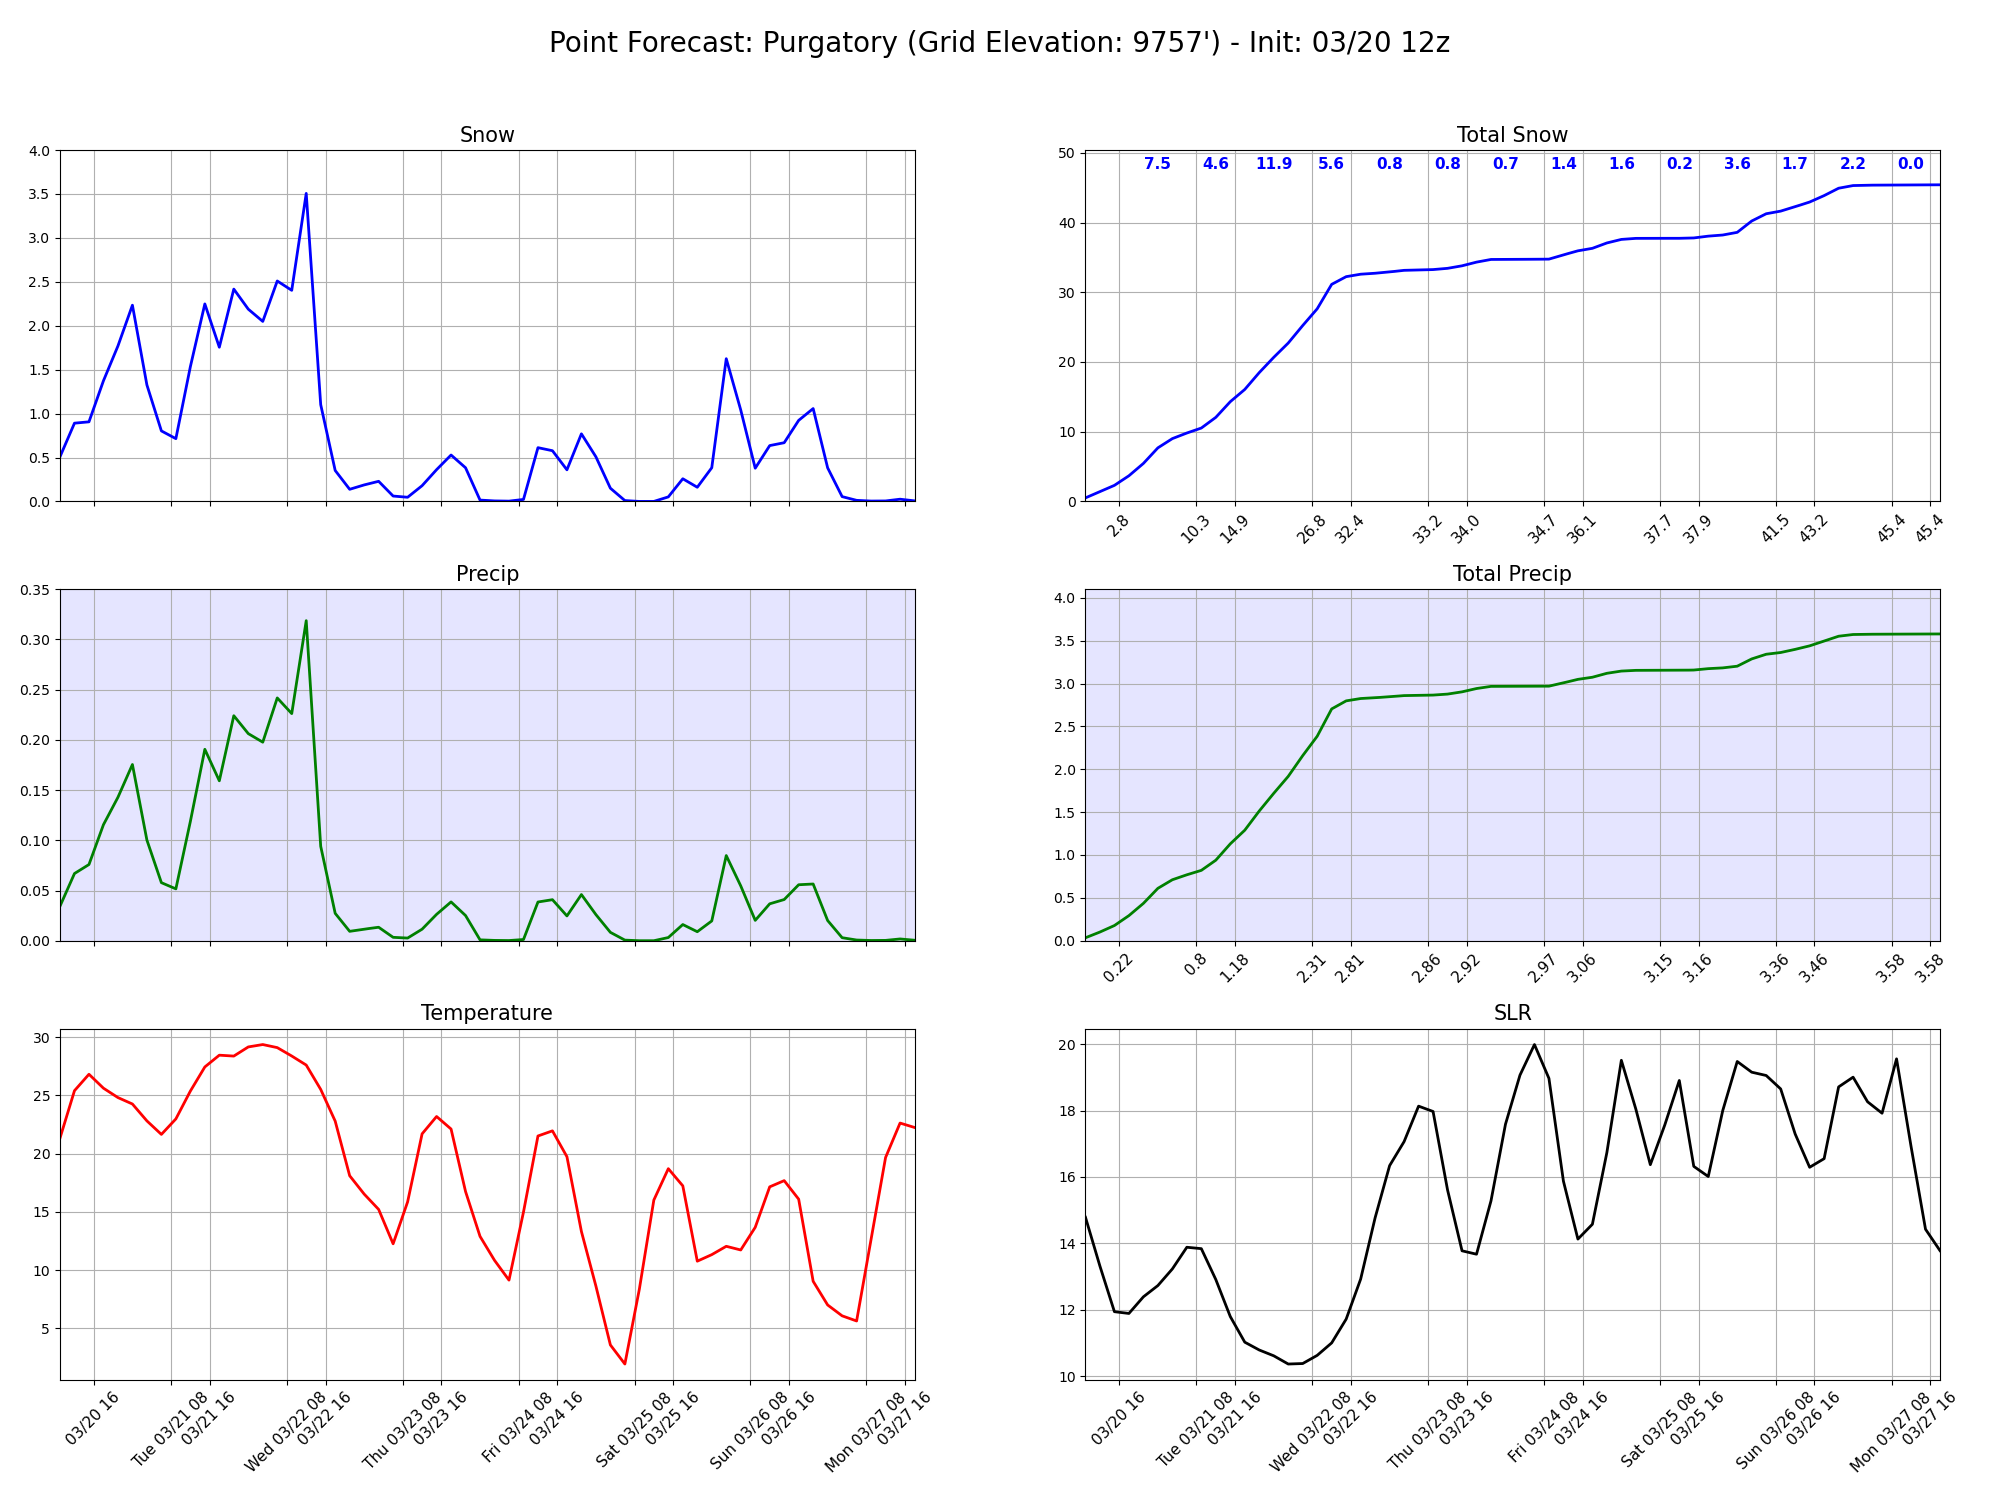 Point Forecast: Purgatory (Grid Elevation: 9757') - Init: 03/20 12z
Snow
4.0
3.5
3.0
2.5
2.0
1.5
1.0
0.5
0.0
Total Snow
50
40
30
20
10
0
7.5 4.6 11.9 5.6 0.8 0.8 0.7 1.4 1.6 0.2 3.6 1.7 2.2 0.0
2.8 10.3 14.9 26.8 32.4 33.2 34.0 34.7 36.1 37.7 37.9 41.5 43.2 45.4 45.4
Precip
0.35
0.30
0.25
0.20
0.15
0.10
0.05
0.00
Total Precip
4.0
3.5
3.0
2.5
2.0
1.5
1.0
0.5
0.0
0.22 0.8 1.18 2.31 2.81 2.86 2.92 2.97 3.06 3.15 3.16 3.36 3.46 3.58 3.58
Temperature
30
25
20
15
10
5
03/20 16
Tue 03/21 08
03/21 16
Wed 03/22 08
03/22 16
Thu 03/23 08
03/23 16
Fri 03/24 08
03/24 16
Sat 03/25 08
03/25 16
Sun 03/26 08
03/26 16
Mon 03/27 08
03/27 16
SLR
20
18
16
14
12
10
03/20 16
Tue 03/21 08
03/21 16
Wed 03/22 08
03/22 16
Thu 03/23 08
03/23 16
Fri 03/24 08
03/24 16
Sat 03/25 08
03/25 16
Sun 03/26 08
03/26 16
Mon 03/27 08
03/27 16